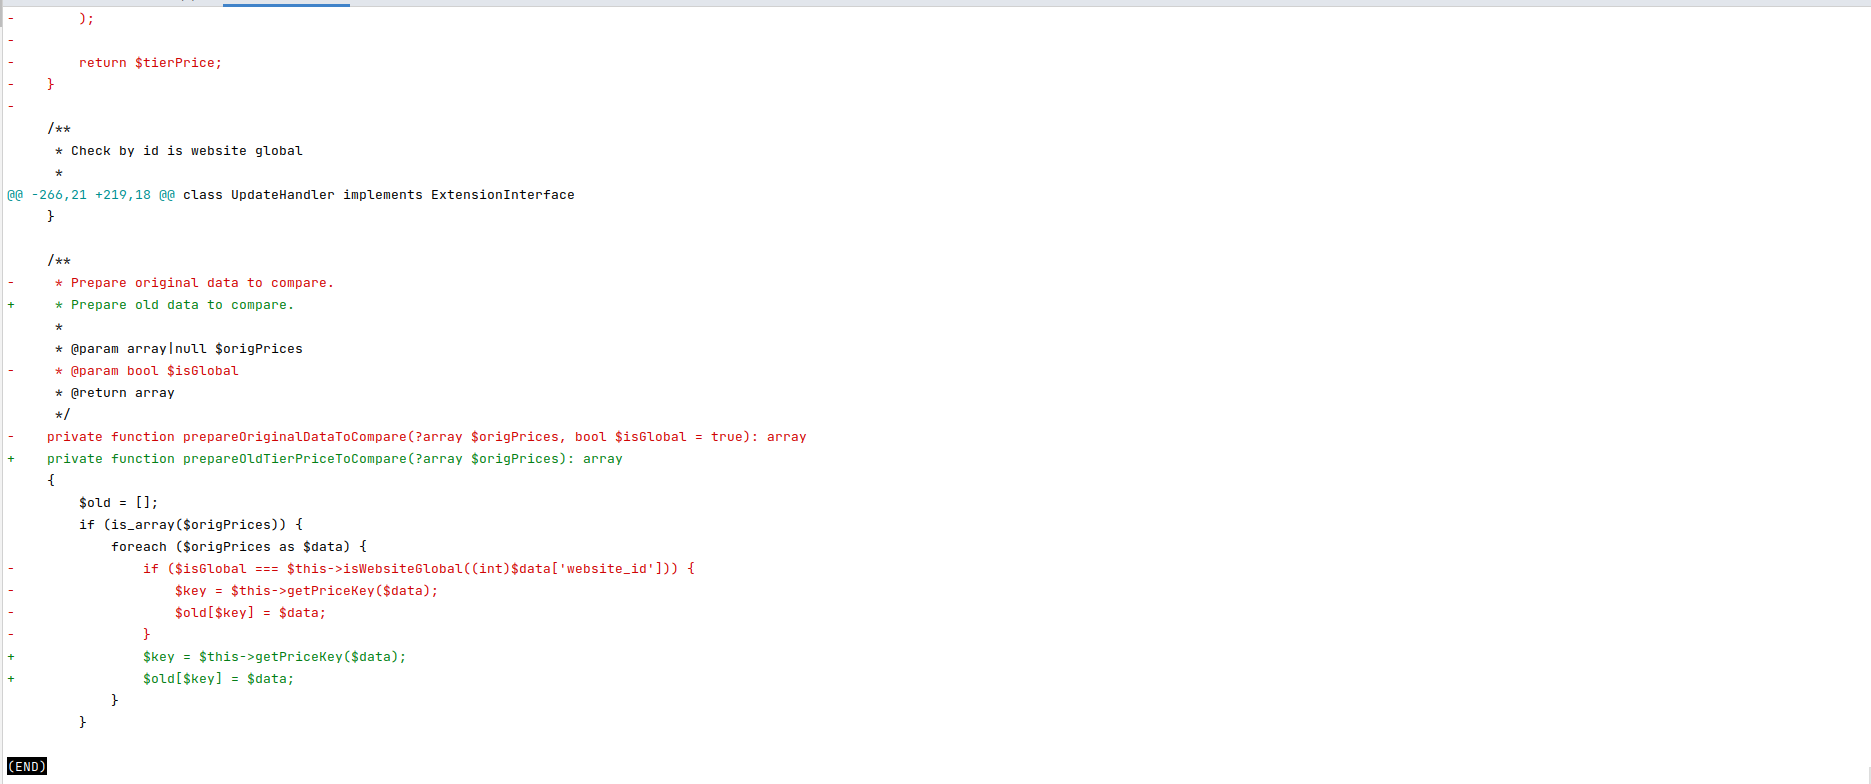 -        );
-
-        return $tierPrice;
-    }
-
     /**
      * Check by id is website global
      *
@@ -266,21 +219,18 @@ class UpdateHandler implements ExtensionInterface
     }

     /**
-     * Prepare original data to compare.
+     * Prepare old data to compare.
      *
      * @param array|null $origPrices
-     * @param bool $isGlobal
      * @return array
      */
-    private function prepareOriginalDataToCompare(?array $origPrices, bool $isGlobal = true): array
+    private function prepareOldTierPriceToCompare(?array $origPrices): array
     {
         $old = [];
         if (is_array($origPrices)) {
             foreach ($origPrices as $data) {
-                if ($isGlobal === $this->isWebsiteGlobal((int)$data['website_id'])) {
-                    $key = $this->getPriceKey($data);
-                    $old[$key] = $data;
-                }
+                $key = $this->getPriceKey($data);
+                $old[$key] = $data;
             }
         }

(END)